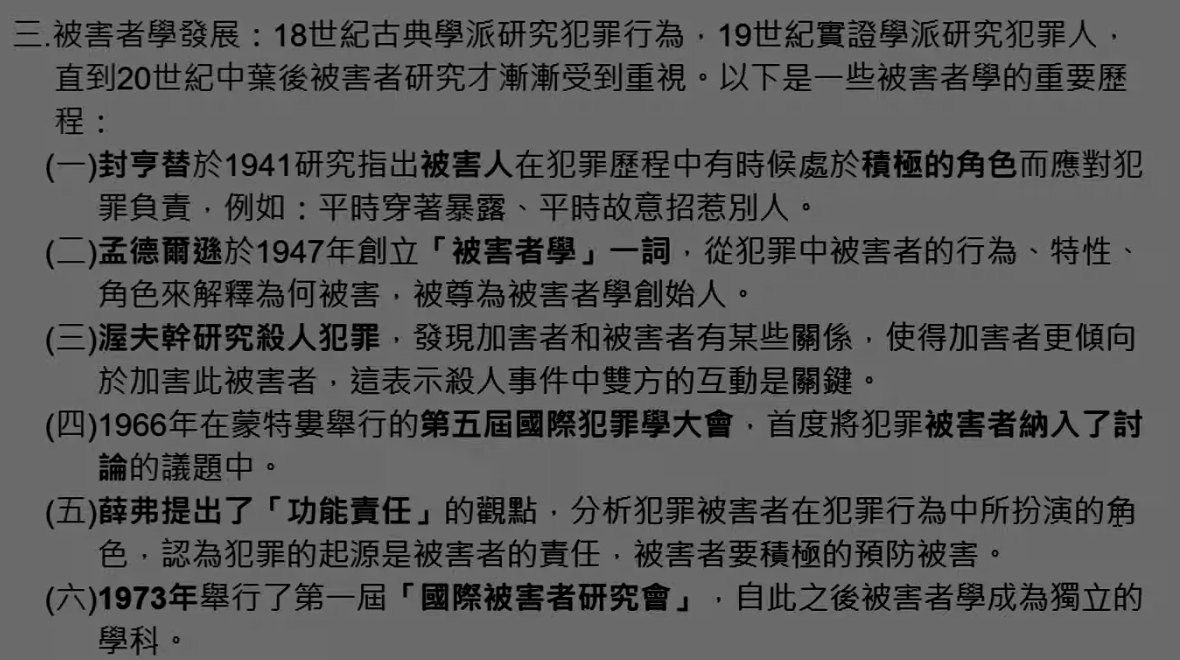 三.被害者學發展：18世紀古典學派研究犯罪行為，19世紀實證學派研究犯罪人，
直到20世紀中葉後被害者研究才漸漸受到重視。以下是一些被害者學的重要歷
程：
(一)封亨替於1941研究指出被害人在犯罪歷程中有時候處於積極的角色而應對犯
罪負責，例如：平時穿著暴露、平時故意招惹別人。
(二)孟德爾遜於1947年創立「被害者學」一詞，從犯罪中被害者的行為、特性、
角色來解釋為何被害，被尊為被害者學創始人。
(三)渥夫幹研究殺人犯罪，發現加害者和被害者有某些關係，使得加害者更傾向
於加害此被害者，這表示殺人事件中雙方的互動是關鍵。
(四)1966年在蒙特婁舉行的第五屆國際犯罪學大會，首度將犯罪被害者納入了討
論的議題中。
(五)薛弗提出了「功能責任」的觀點，分析犯罪被害者在犯罪行為中所扮演的角
色，認為犯罪的起源是被害者的責任，被害者要積極的預防被害。
(六)1973年舉行了第一屆「國際被害者研究會」，自此之後被害者學成為獨立的
學科。